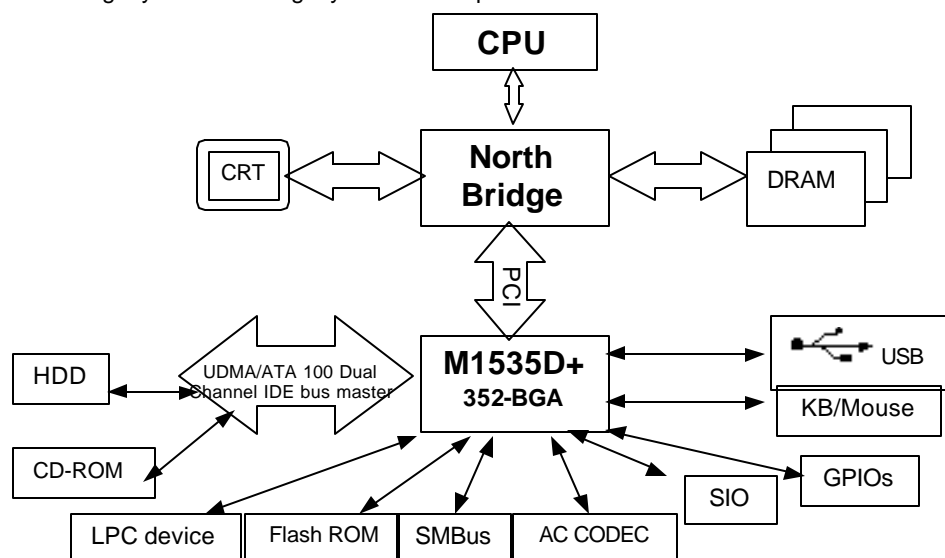 CPU
CRT
North
Bridge
DRAM
PCI
HDD
UDMA/ATA 100 Dual
Channel IDE bus master
M1535D+
352-BGA
USB
KB/Mouse
CD-ROM
SIO
GPIOs
LPC device
Flash ROM
SMBus
AC CODEC